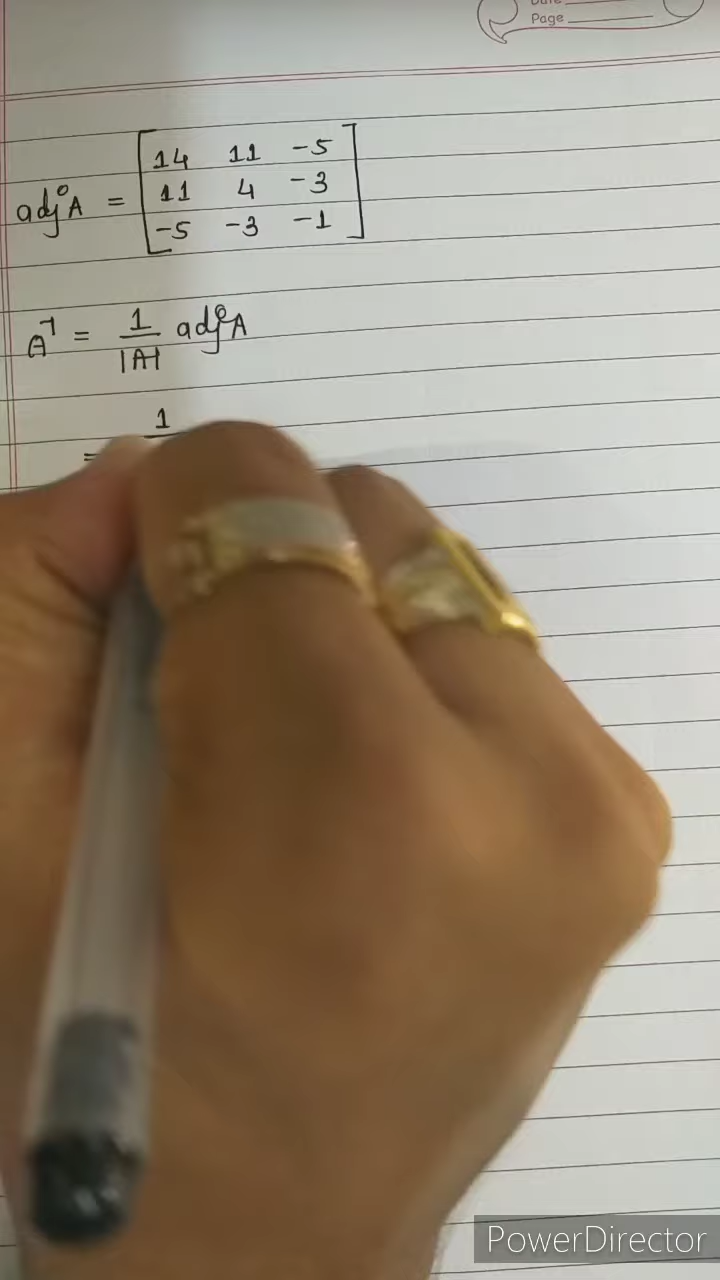 Page
adj A = [ 14 11 -5
11 4 -3
-5 -3 -1 ]
A⁻¹ = 1/|A| adj A
= 1
PowerDirector